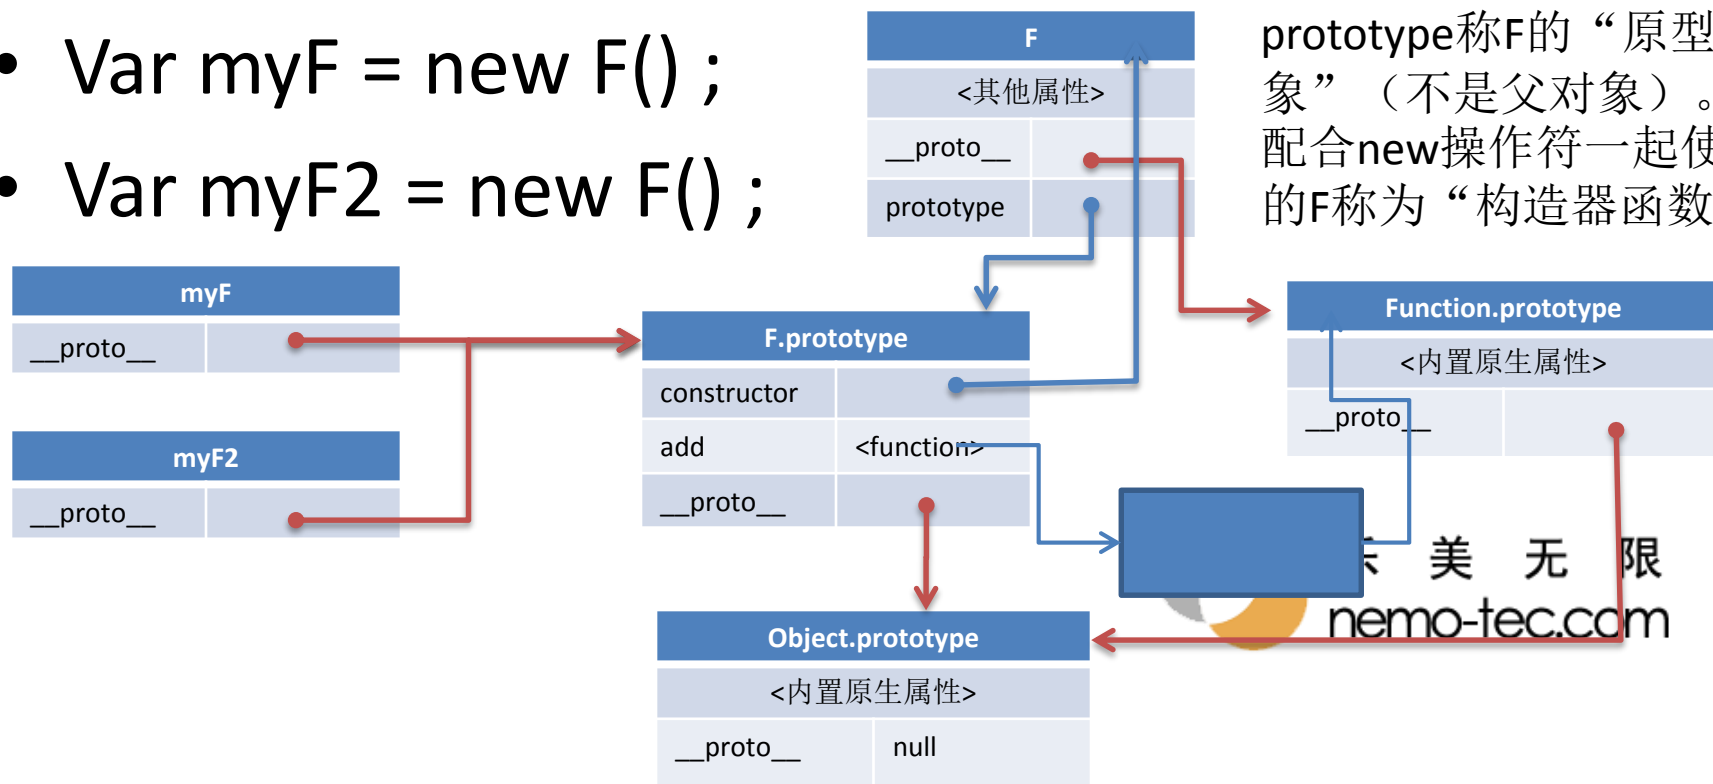 • Var myF = new F() ;
• Var myF2 = new F() ;
F
<其他属性>
__proto__
prototype
prototype称F的“原型
象”（不是父对象）。
配合new操作符一起使
的F称为“构造器函数
myF
__proto__
myF2
__proto__
F.prototype
constructor
add <function>
__proto__
Function.prototype
<内置原生属性>
__proto__
美 无 限
nemo-tec.com
Object.prototype
<内置原生属性>
__proto__ null